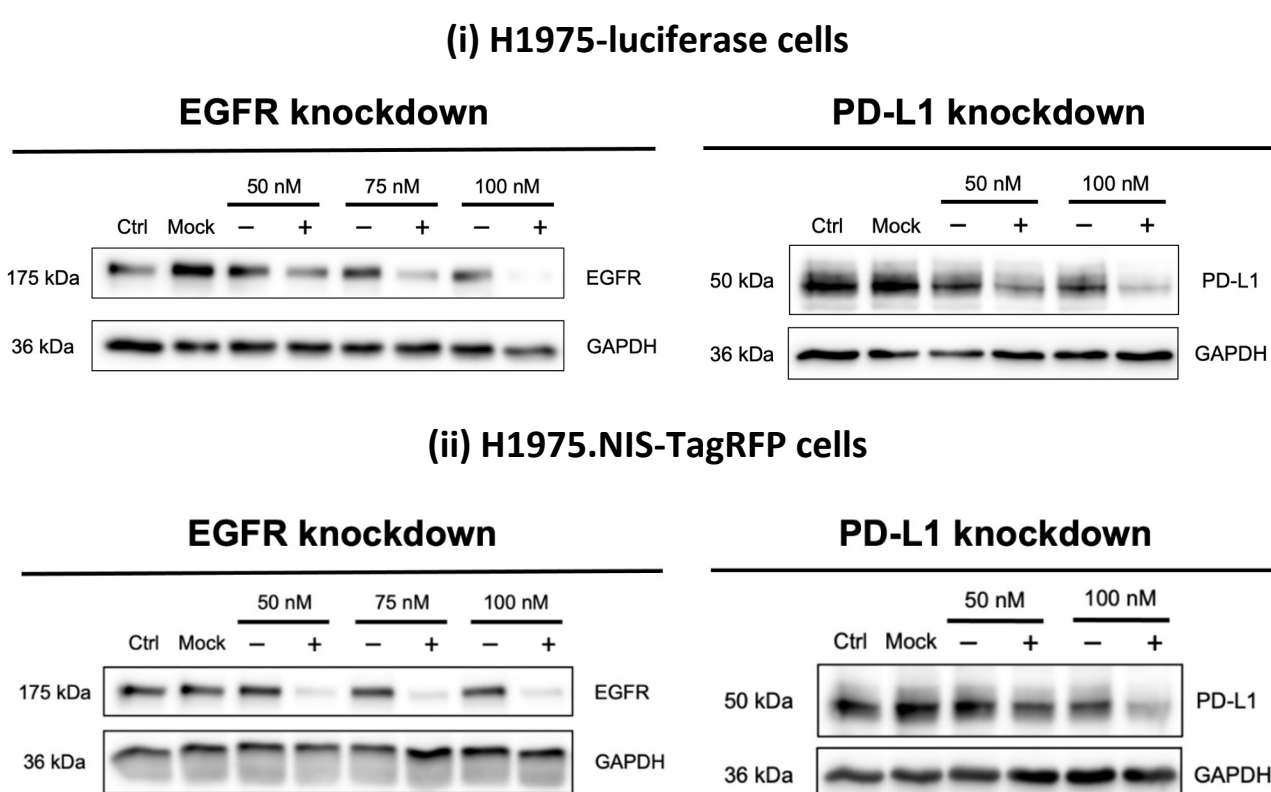 (i) H1975-luciferase cells
EGFR knockdown
50 nM 75 nM 100 nM
Ctrl Mock – + – + – +
175 kDa EGFR
36 kDa GAPDH
PD-L1 knockdown
50 nM 100 nM
Ctrl Mock – + – +
50 kDa PD-L1
36 kDa GAPDH
(ii) H1975.NIS-TagRFP cells
EGFR knockdown
50 nM 75 nM 100 nM
Ctrl Mock – + – + – +
175 kDa EGFR
36 kDa GAPDH
PD-L1 knockdown
50 nM 100 nM
Ctrl Mock – + – +
50 kDa PD-L1
36 kDa GAPDH